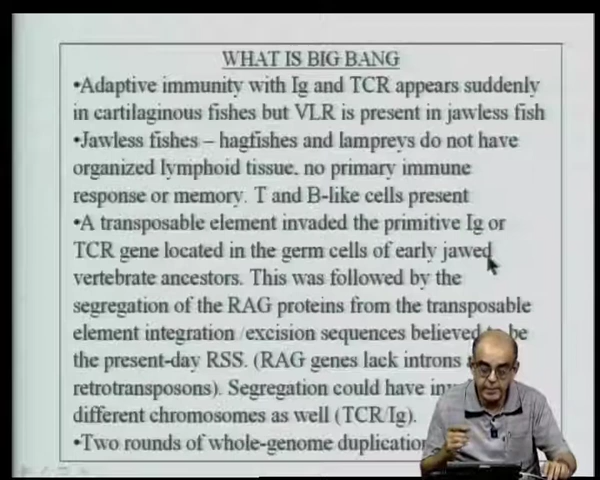 WHAT IS BIG BANG
•Adaptive immunity with Ig and TCR appears suddenly
in cartilaginous fishes but VLR is present in jawless fish
•Jawless fishes – hagfishes and lampreys do not have
organized lymphoid tissue, no primary immune
response or memory. T and B-like cells present
•A transposable element invaded the primitive Ig or
TCR gene located in the germ cells of early jawed
vertebrate ancestors. This was followed by the
segregation of the RAG proteins from the transposable
element integration /excision sequences believed to be
the present-day RSS. (RAG genes lack introns
retrotransposons). Segregation could have
different chromosomes as well (TCR/Ig).
•Two rounds of whole-genome